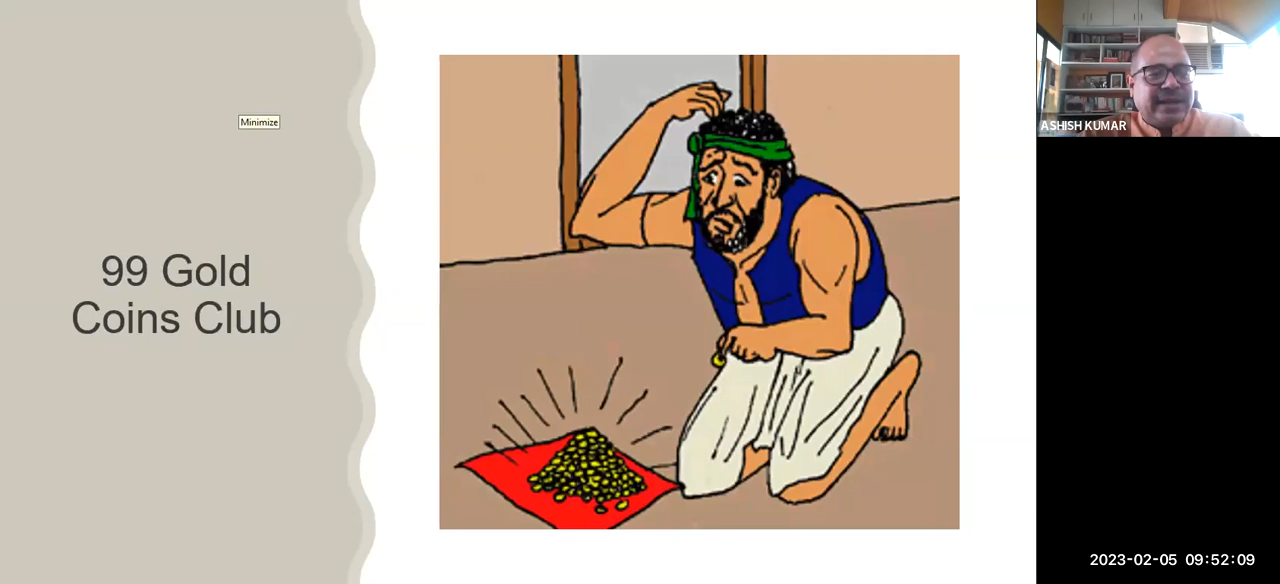 Minimize
99 Gold
Coins Club
ASHISH KUMAR
2023-02-05 09:52:09